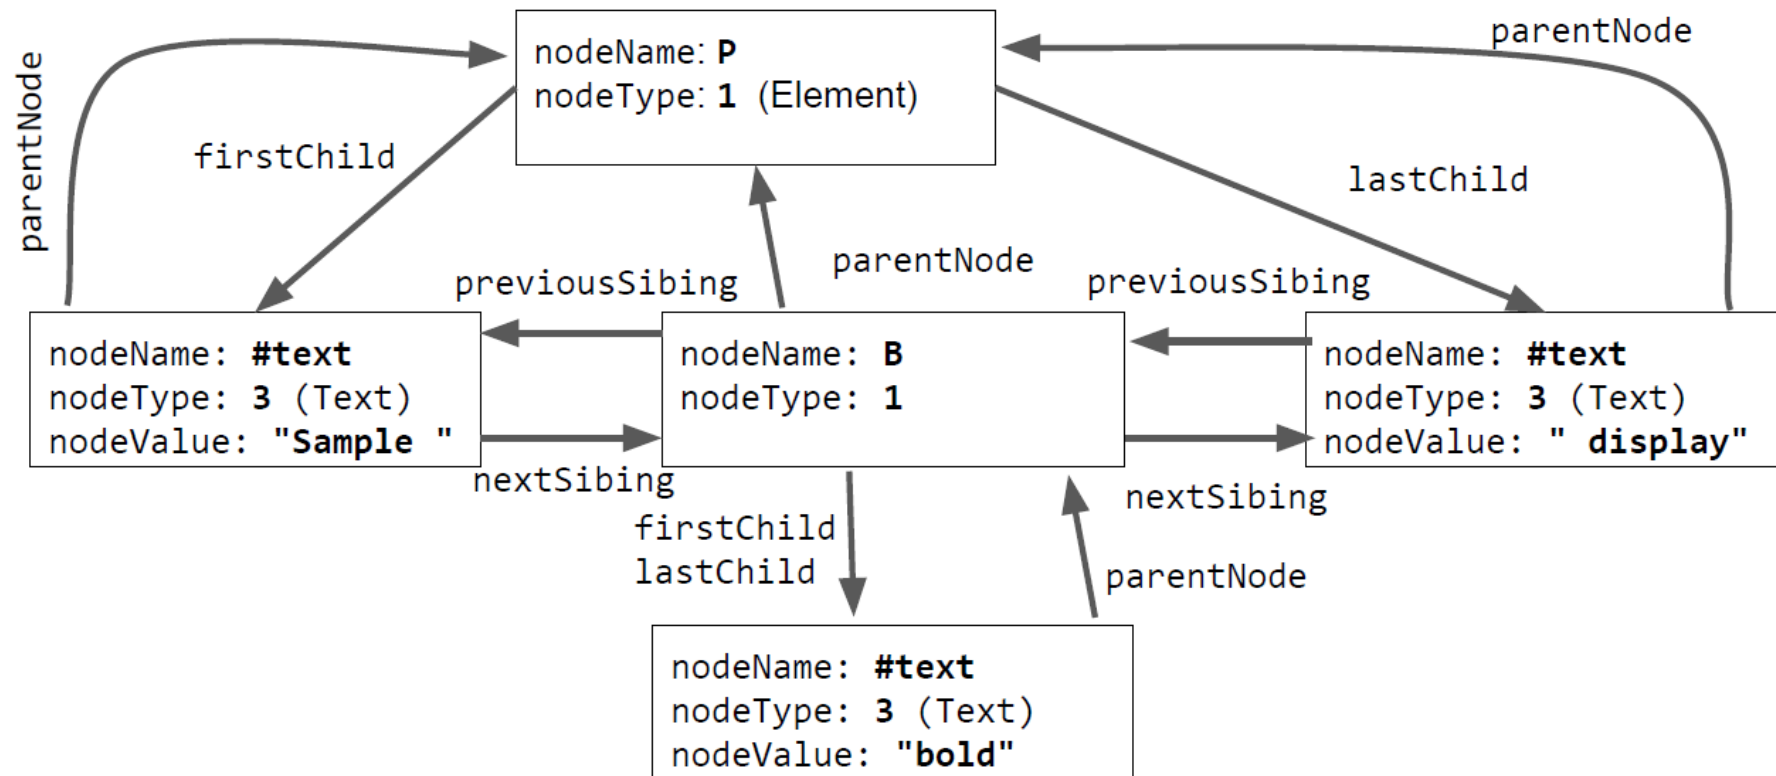 parentNode
nodeName: P
nodeType: 1 (Element)
parentNode
firstChild
lastChild
parentNode
previousSibing
previousSibing
nodeName: #text
nodeType: 3 (Text)
nodeValue: "Sample "
nodeName: B
nodeType: 1
nodeName: #text
nodeType: 3 (Text)
nodeValue: " display"
nextSibing
nextSibing
firstChild
lastChild
parentNode
nodeName: #text
nodeType: 3 (Text)
nodeValue: "bold"